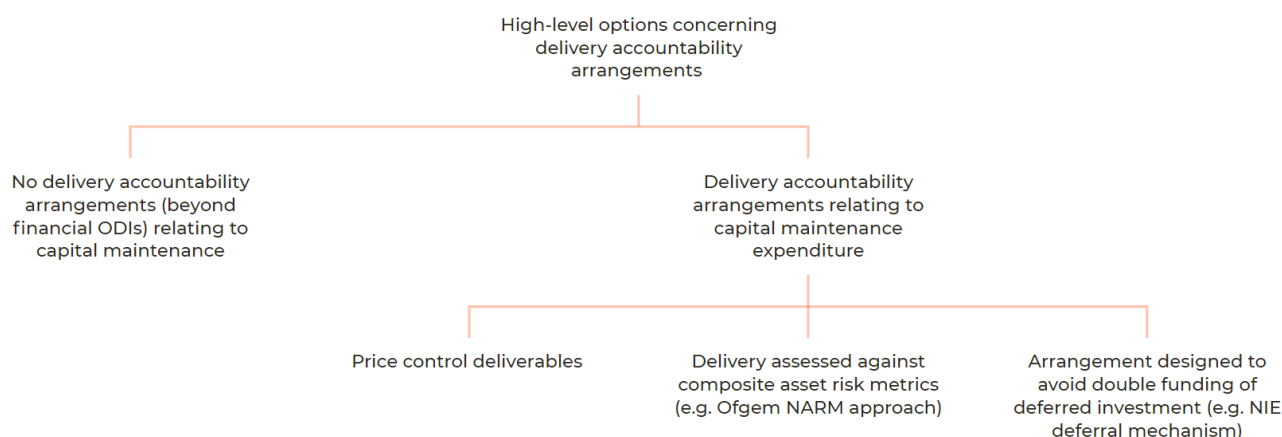 High-level options concerning
delivery accountability
arrangements
No delivery accountability
arrangements (beyond
financial ODIs) relating to
capital maintenance
Delivery accountability
arrangements relating to
capital maintenance
expenditure
Price control deliverables
Delivery assessed against
composite asset risk metrics
(e.g. Ofgem NARM approach)
Arrangement designed to
avoid double funding of
deferred investment (e.g. NIE
deferral mechanism)